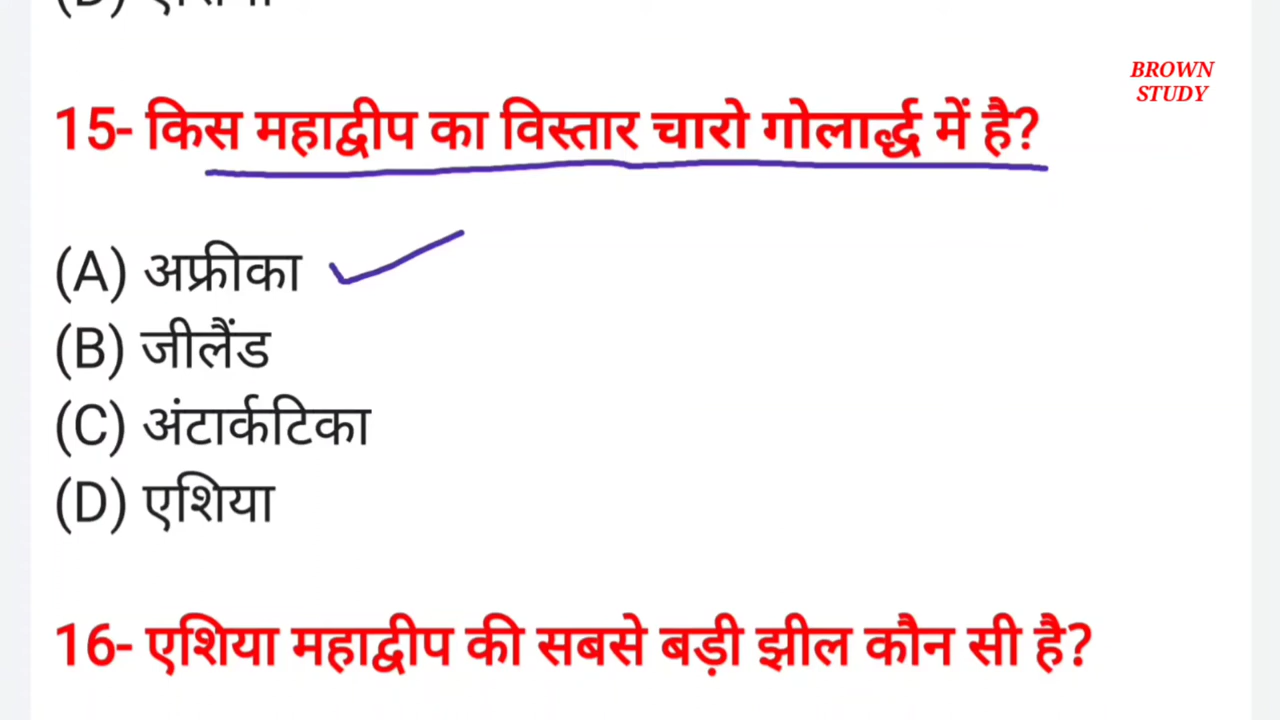 BROWN
STUDY
15- किस महाद्वीप का विस्तार चारो गोलार्द्ध में है?
(A) अफ्रीका
(B) जीलैंड
(C) अंटार्कटिका
(D) एशिया
16- एशिया महाद्वीप की सबसे बड़ी झील कौन सी है?